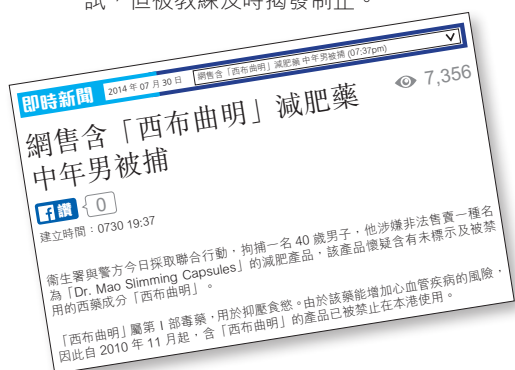 試，但被教練及時揭發制止。
即時新聞 2014 年 07 月 30 日 網售含「西布曲明」減肥藥 中年男被捕 (07:37pm)
7,356
網售含「西布曲明」減肥藥
中年男被捕
f 讚 0
建立時間：0730 19:37
衞生署與警方今日採取聯合行動，拘捕一名 40 歲男子，他涉嫌非法售賣一種名
為「Dr. Mao Slimming Capsules」的減肥產品，該產品懷疑含有未標示及被禁
用的西藥成分「西布曲明」。
「西布曲明」屬第 I 部毒藥，用於抑壓食慾。由於該藥能增加心血管疾病的風險，
因此自 2010 年 11 月起，含「西布曲明」的產品已被禁止在本港使用。